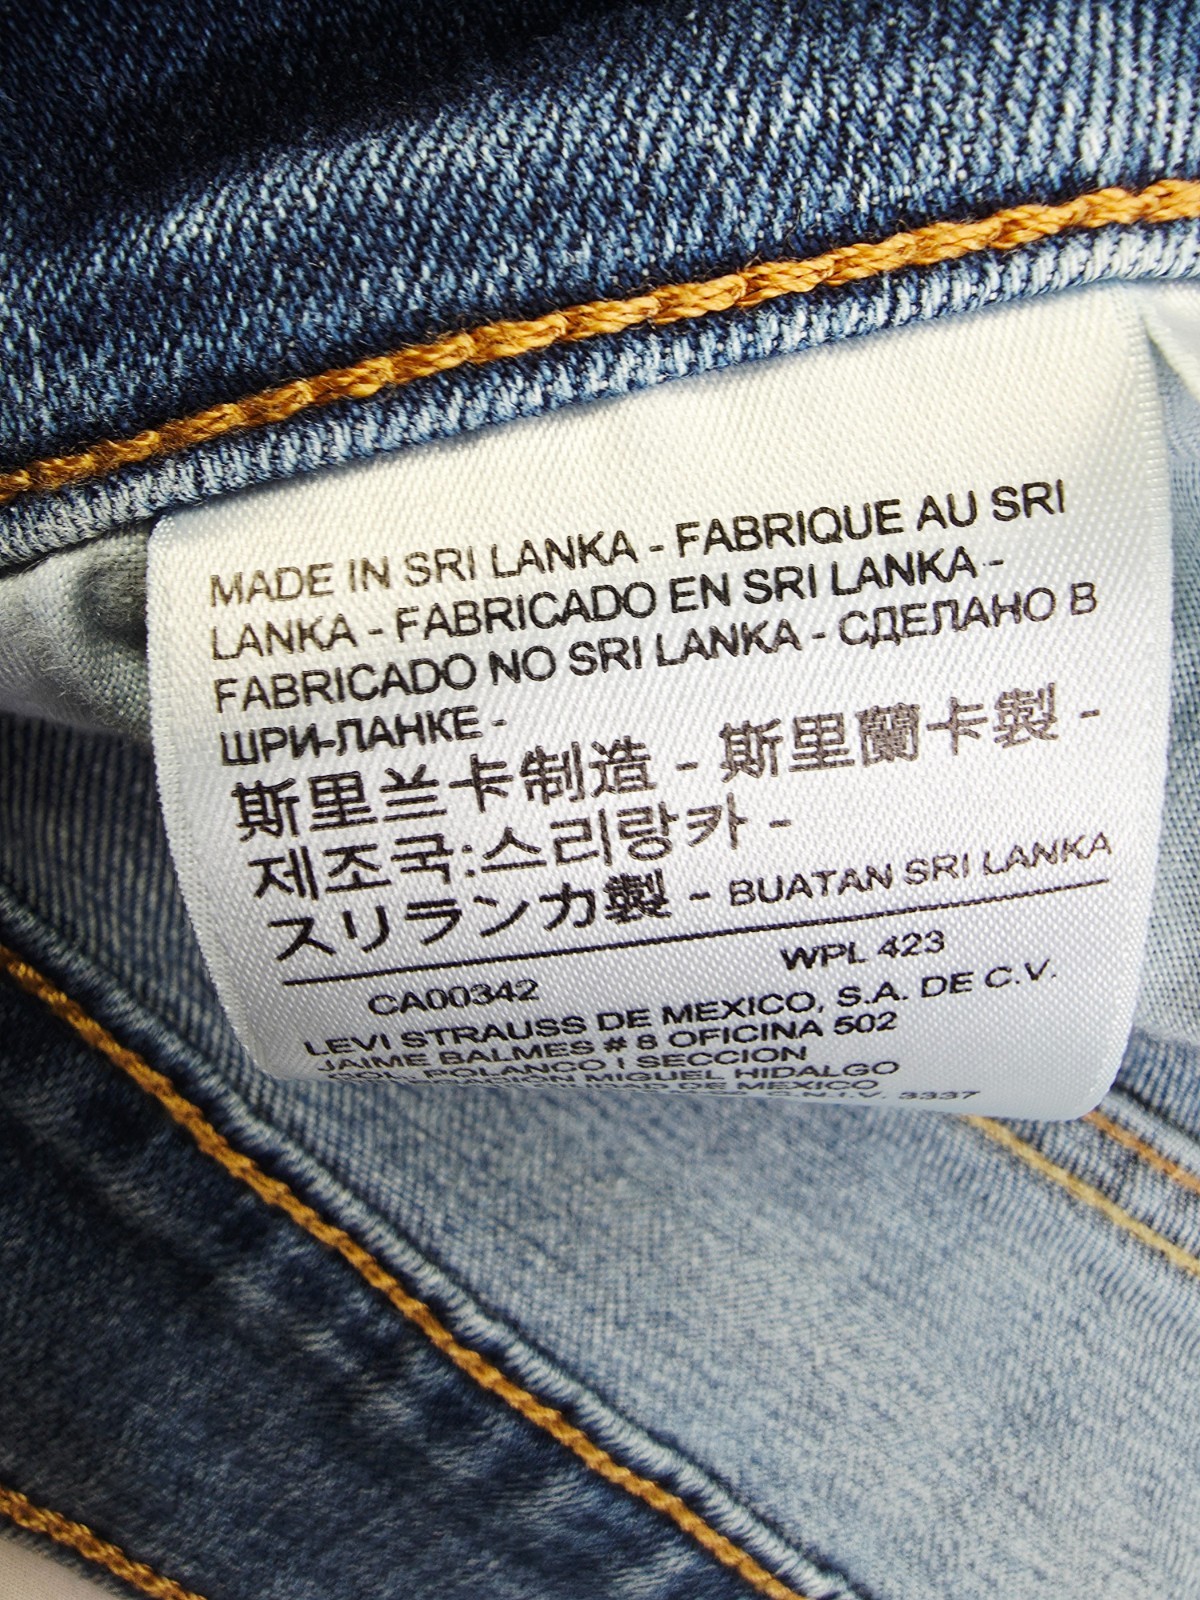 MADE IN SRI LANKA - FABRIQUE AU SRI
LANKA - FABRICADO EN SRI LANKA -
FABRICADO NO SRI LANKA - СДЕЛАНО В
ШРИ-ЛАНКЕ -
斯里兰卡制造 - 斯里蘭卡製 -
제조국:스리랑카 -
スリランカ製 - BUATAN SRI LANKA
CA00342 WPL 423
LEVI STRAUSS DE MEXICO, S.A. DE C.V.
JAIME BALMES # 8 OFICINA 502
COL. POLANCO I SECCION
MIGUEL HIDALGO
DE MEXICO
C.N.I.V. 3337